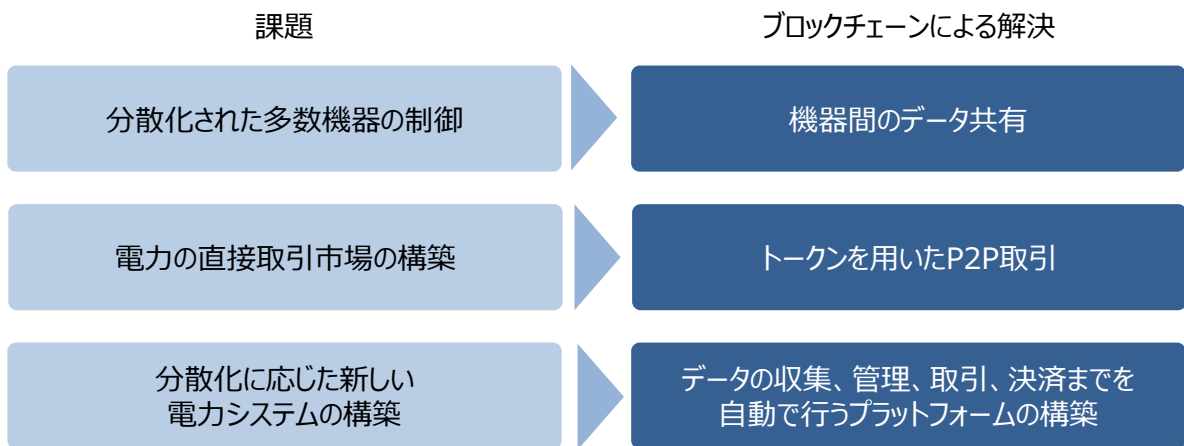 課題
ブロックチェーンによる解決
分散化された多数機器の制御
機器間のデータ共有
電力の直接取引市場の構築
トークンを用いたP2P取引
分散化に応じた新しい
電力システムの構築
データの収集、管理、取引、決済までを
自動で行うプラットフォームの構築